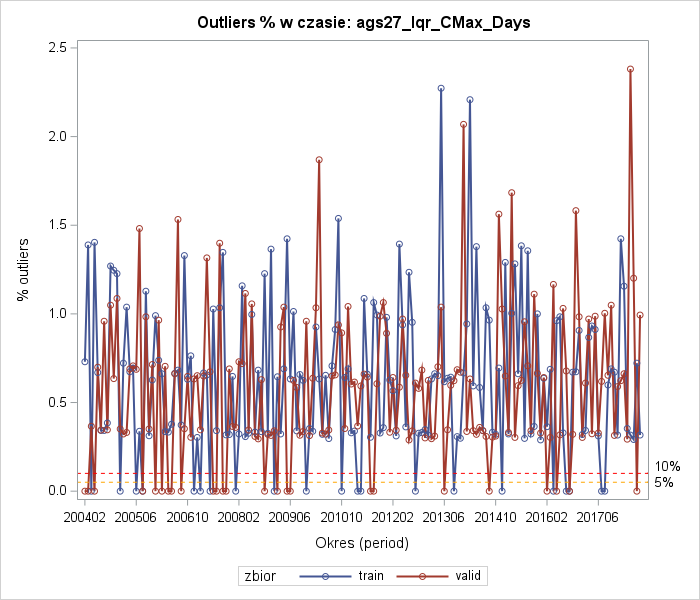 Outliers % w czasie: ags27_Iqr_CMax_Days
% outliers
2.5
2.0
1.5
1.0
0.5
0.0
10%
5%
200402 200506 200610 200802 200906 201010 201202 201306 201410 201602 201706
Okres (period)
zbior train valid